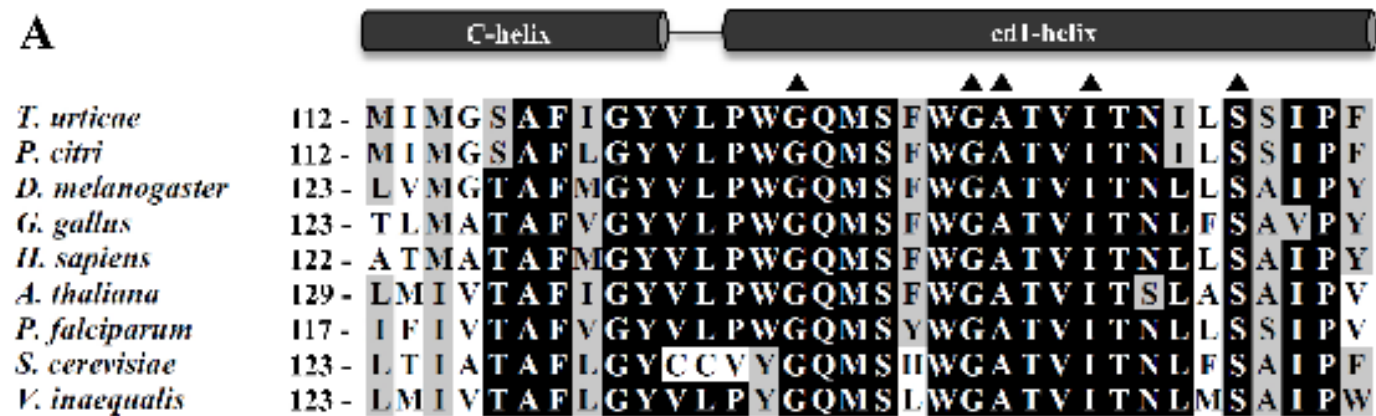 A
C-helix cd1-helix
▲ ▲ ▲ ▲ ▲
T. urticae 112 - M I M G S A F I G Y V L P W G Q M S F W G A T V I T N I L S S I P F
P. citri 112 - M I M G S A F L G Y V L P W G Q M S F W G A T V I T N I L S S I P F
D. melanogaster 123 - L V M G T A F M G Y V L P W G Q M S F W G A T V I T N L L S A I P Y
G. gallus 123 - T L M A T A F V G Y V L P W G Q M S F W G A T V I T N L F S A V P Y
H. sapiens 122 - A T M A T A F M G Y V L P W G Q M S F W G A T V I T N L L S A I P Y
A. thaliana 129 - L M I V T A F I G Y V L P W G Q M S F W G A T V I T S L A S A I P V
P. falciparum 117 - I F I V T A F V G Y V L P W G Q M S Y W G A T V I T N L L S S I P V
S. cerevisiae 123 - L T I A T A F L G Y C C V Y G Q M S H W G A T V I T N L F S A I P F
V. inaequalis 123 - L M I V T A F L G Y V L P Y G Q M S L W G A T V I T N L M S A I P W